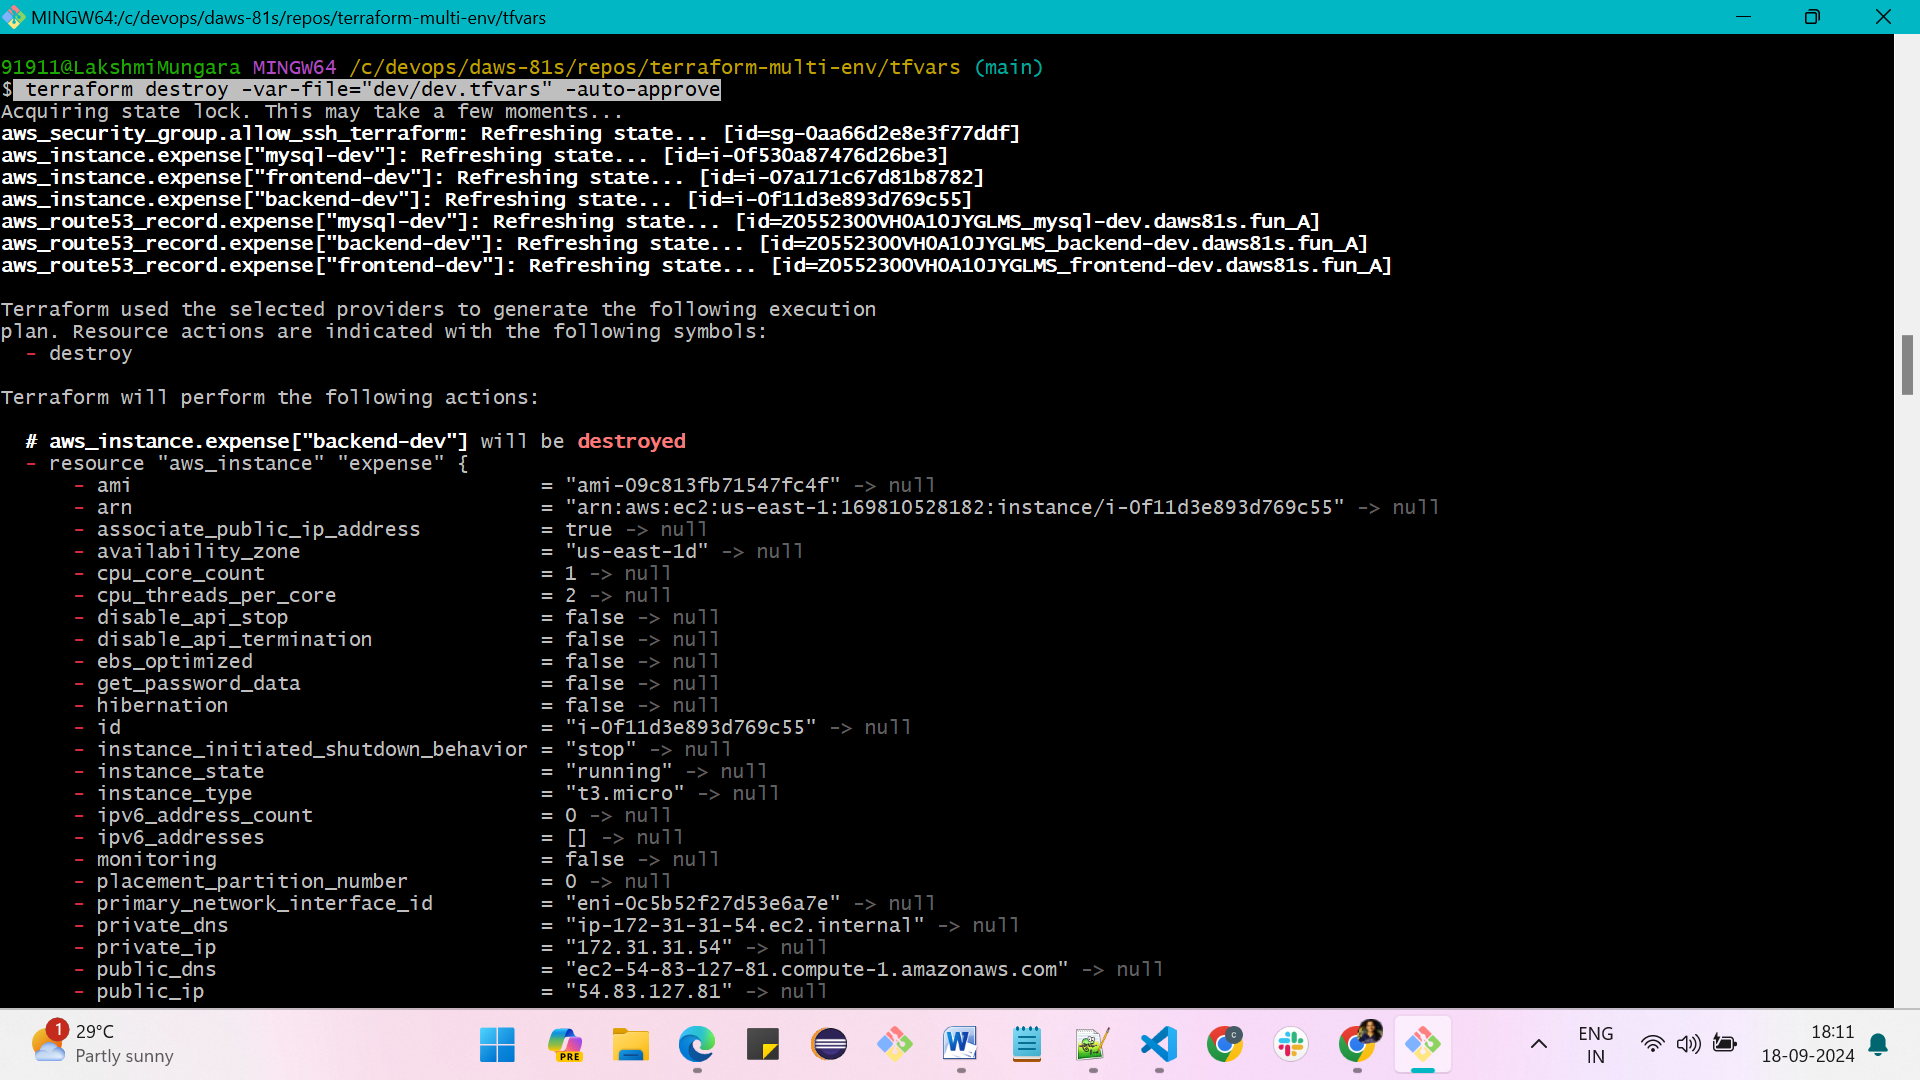 MINGW64:/c/devops/daws-81s/repos/terraform-multi-env/tfvars
91911@LakshmiMungara MINGW64 /c/devops/daws-81s/repos/terraform-multi-env/tfvars (main)
$ terraform destroy -var-file="dev/dev.tfvars" -auto-approve
Acquiring state lock. This may take a few moments...
aws_security_group.allow_ssh_terraform: Refreshing state... [id=sg-0aa66d2e8e3f77ddf]
aws_instance.expense["mysql-dev"]: Refreshing state... [id=i-0f530a87476d26be3]
aws_instance.expense["frontend-dev"]: Refreshing state... [id=i-07a171c67d81b8782]
aws_instance.expense["backend-dev"]: Refreshing state... [id=i-0f11d3e893d769c55]
aws_route53_record.expense["mysql-dev"]: Refreshing state... [id=Z0552300VH0A10JYGLMS_mysql-dev.daws81s.fun_A]
aws_route53_record.expense["backend-dev"]: Refreshing state... [id=Z0552300VH0A10JYGLMS_backend-dev.daws81s.fun_A]
aws_route53_record.expense["frontend-dev"]: Refreshing state... [id=Z0552300VH0A10JYGLMS_frontend-dev.daws81s.fun_A]
Terraform used the selected providers to generate the following execution
plan. Resource actions are indicated with the following symbols:
  - destroy
Terraform will perform the following actions:
  # aws_instance.expense["backend-dev"] will be destroyed
  - resource "aws_instance" "expense" {
      - ami                                  = "ami-09c813fb71547fc4f" -> null
      - arn                                  = "arn:aws:ec2:us-east-1:169810528182:instance/i-0f11d3e893d769c55" -> null
      - associate_public_ip_address          = true -> null
      - availability_zone                    = "us-east-1d" -> null
      - cpu_core_count                       = 1 -> null
      - cpu_threads_per_core                 = 2 -> null
      - disable_api_stop                     = false -> null
      - disable_api_termination              = false -> null
      - ebs_optimized                        = false -> null
      - get_password_data                    = false -> null
      - hibernation                          = false -> null
      - id                                   = "i-0f11d3e893d769c55" -> null
      - instance_initiated_shutdown_behavior = "stop" -> null
      - instance_state                       = "running" -> null
      - instance_type                        = "t3.micro" -> null
      - ipv6_address_count                   = 0 -> null
      - ipv6_addresses                       = [] -> null
      - monitoring                           = false -> null
      - placement_partition_number           = 0 -> null
      - primary_network_interface_id         = "eni-0c5b52f27d53e6a7e" -> null
      - private_dns                          = "ip-172-31-31-54.ec2.internal" -> null
      - private_ip                           = "172.31.31.54" -> null
      - public_dns                           = "ec2-54-83-127-81.compute-1.amazonaws.com" -> null
      - public_ip                            = "54.83.127.81" -> null
1
29°C
Partly sunny
PRE
W
C
ENG
IN
18:11
18-09-2024